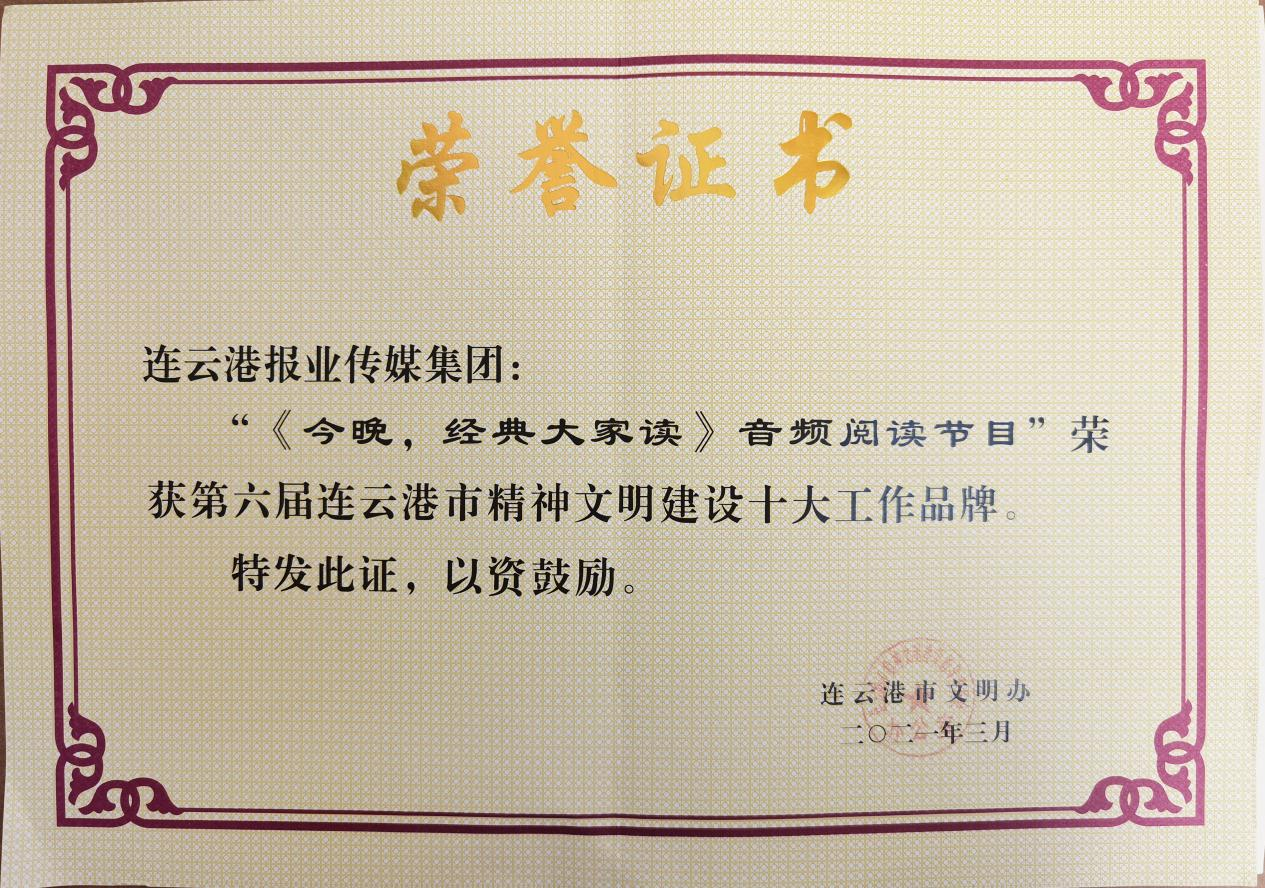 荣誉证书
连云港报业传媒集团：
“《今晚，经典大家读》音频阅读节目”荣
获第六届连云港市精神文明建设十大工作品牌。
特发此证，以资鼓励。
连云港市文明办
二〇二一年三月
办公室